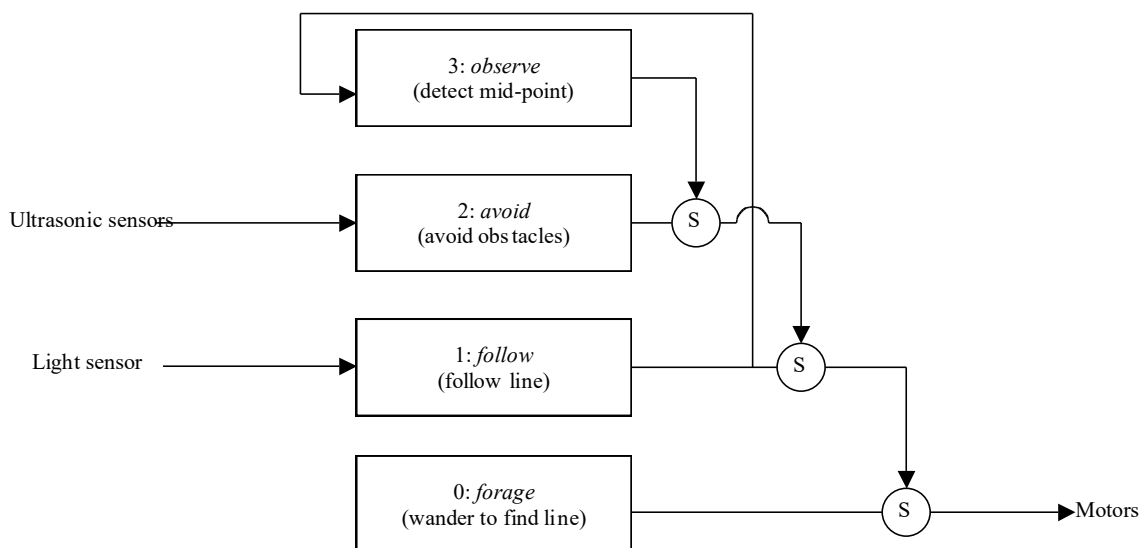 3: observe
(detect mid-point)
Ultrasonic sensors
2: avoid
(avoid obstacles)
S
Light sensor
1: follow
(follow line)
S
0: forage
(wander to find line)
S
Motors